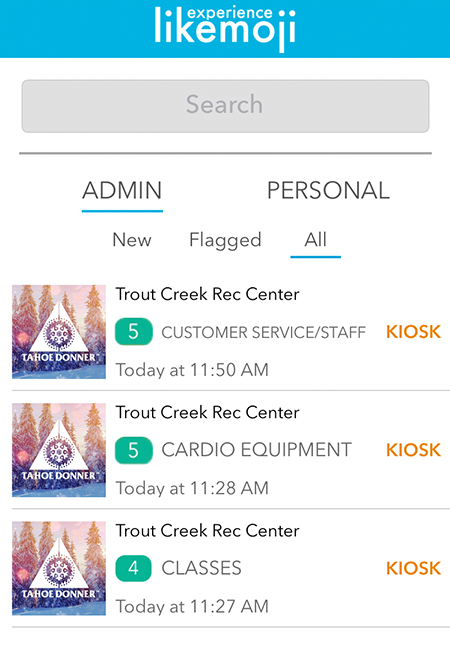 experience
likemoji
Search
ADMIN PERSONAL
New Flagged All
Trout Creek Rec Center
5 CUSTOMER SERVICE/STAFF KIOSK
TAHOE DONNER
Today at 11:50 AM
Trout Creek Rec Center
5 CARDIO EQUIPMENT KIOSK
TAHOE DONNER
Today at 11:28 AM
Trout Creek Rec Center
4 CLASSES KIOSK
TAHOE DONNER
Today at 11:27 AM